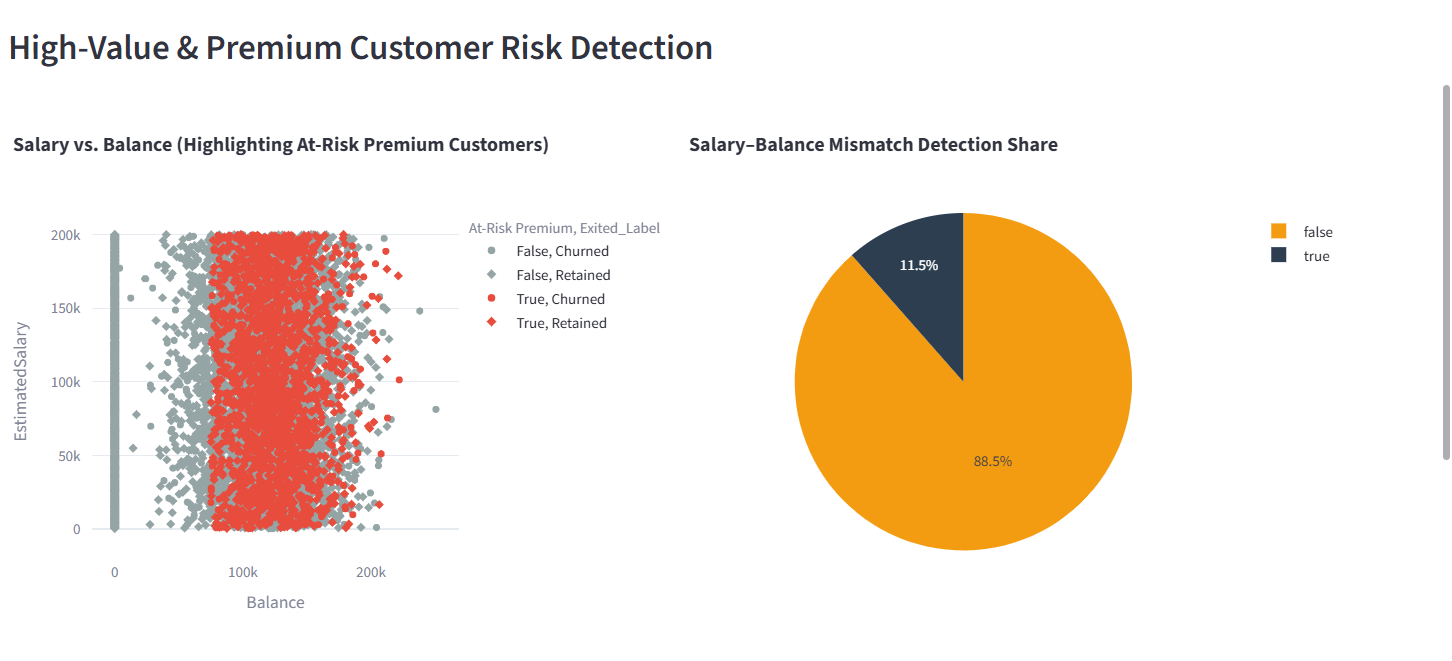 High-Value & Premium Customer Risk Detection
Salary vs. Balance (Highlighting At-Risk Premium Customers)
At-Risk Premium, Exited_Label
False, Churned
False, Retained
True, Churned
True, Retained
EstimatedSalary
200k
150k
100k
50k
0
0
100k
200k
Balance
Salary–Balance Mismatch Detection Share
11.5%
88.5%
false
true